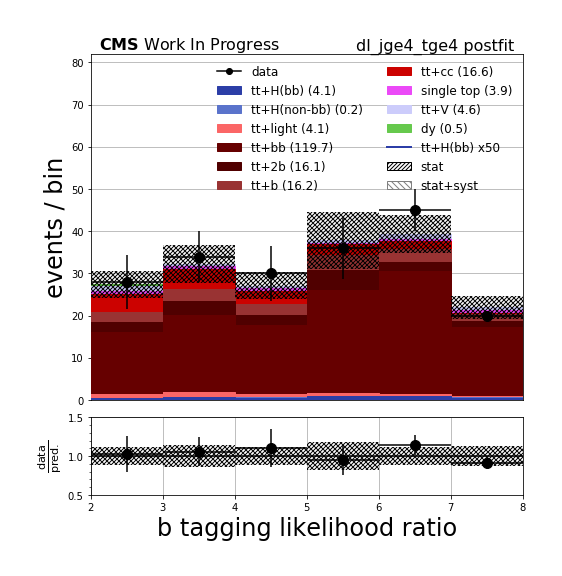 CMS Work In Progress
dl_jge4_tge4 postfit
80
70
60
50
40
30
20
10
0
events / bin
data
tt+H(bb) (4.1)
tt+H(non-bb) (0.2)
tt+light (4.1)
tt+bb (119.7)
tt+2b (16.1)
tt+b (16.2)
tt+cc (16.6)
single top (3.9)
tt+V (4.6)
dy (0.5)
tt+H(bb) x50
stat
stat+syst
1.5
1.0
0.5
data
pred.
2 3 4 5 6 7 8
b tagging likelihood ratio